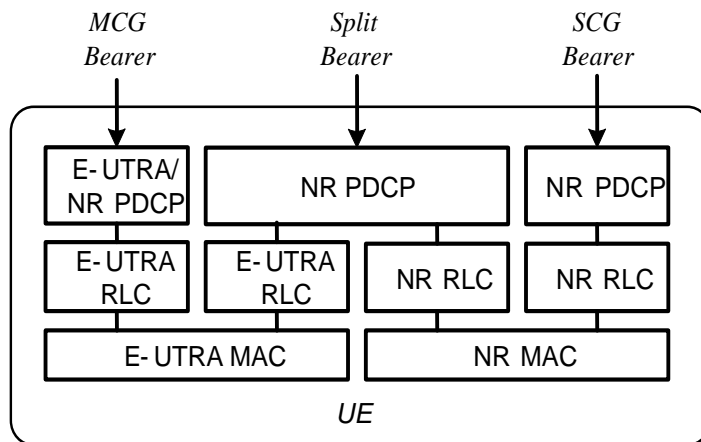 MCG
Bearer
Split
Bearer
SCG
Bearer
E-UTRA/
NR PDCP
NR PDCP
NR PDCP
E-UTRA
RLC
E-UTRA
RLC
NR RLC
NR RLC
E-UTRA MAC
NR MAC
UE